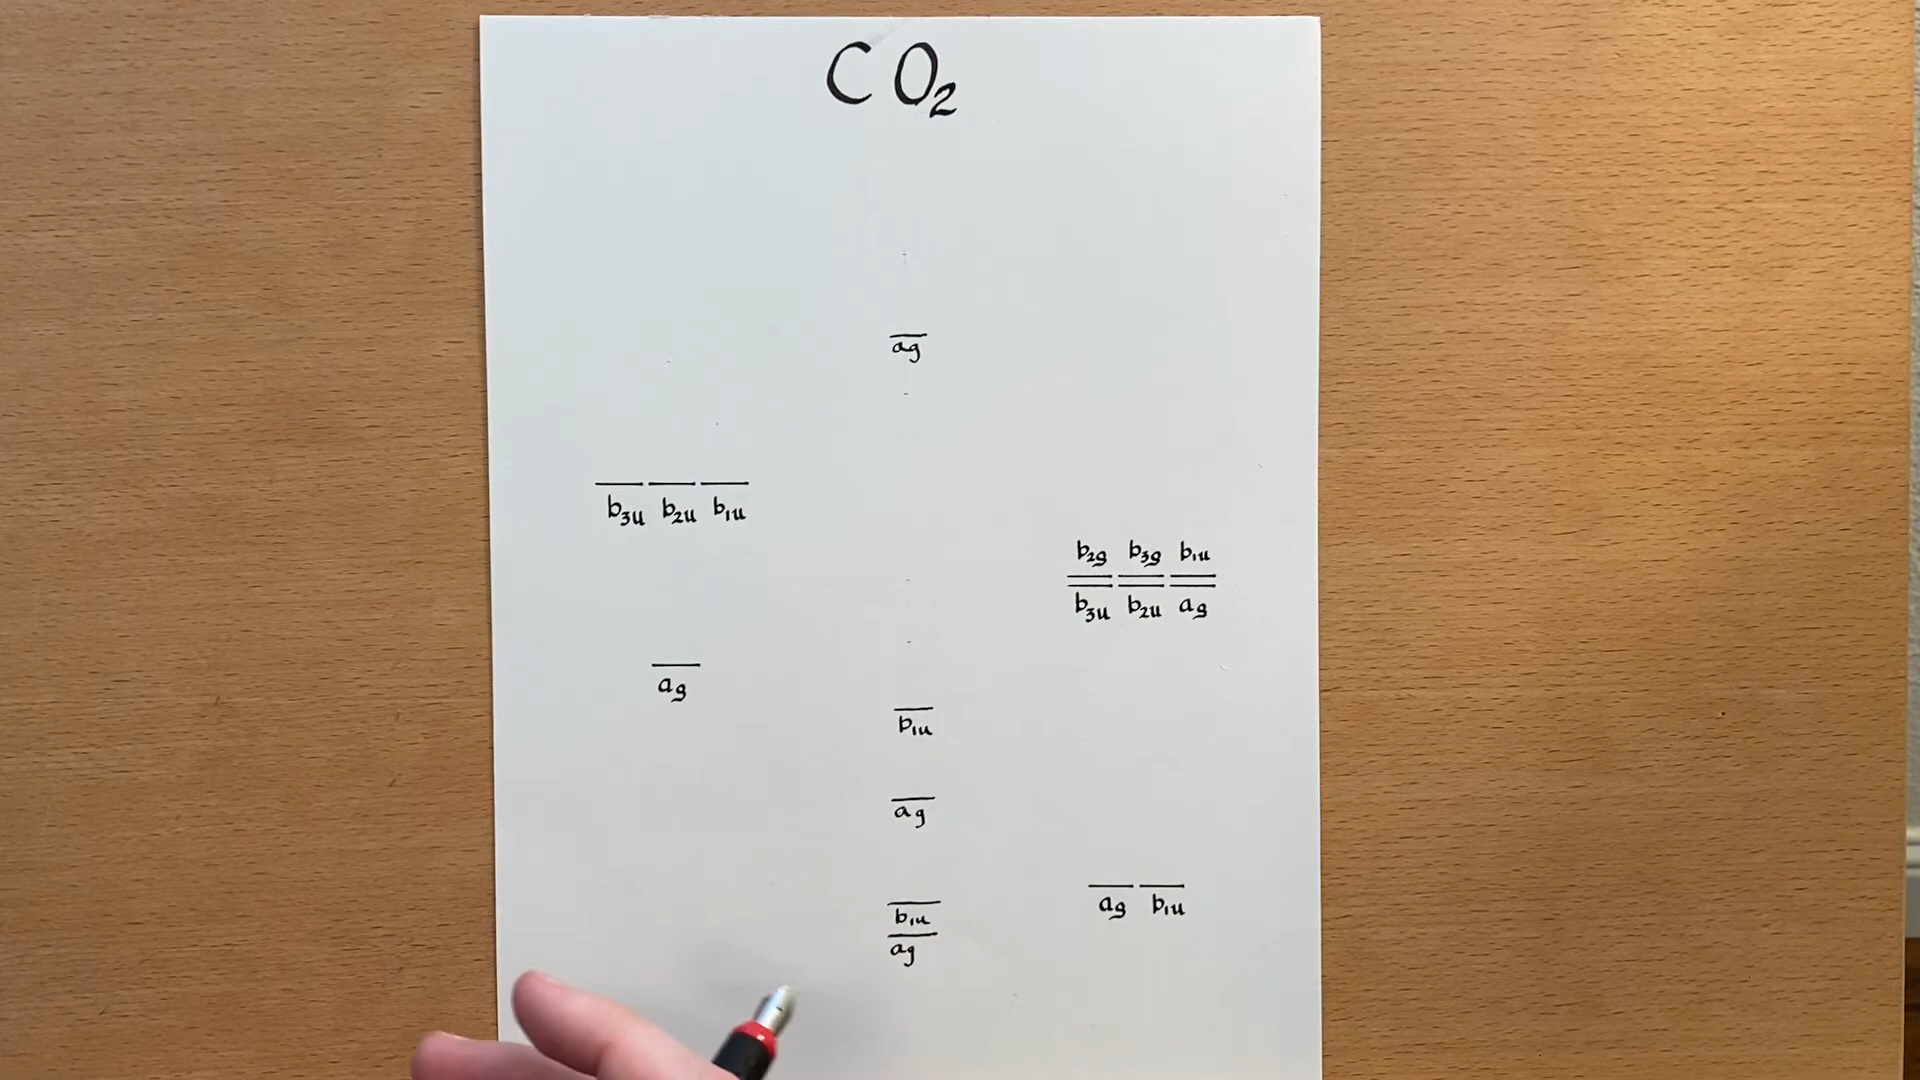 CO₂
ag
b3u b2u b1u
b2g b3g b1u
b3u b2u ag
ag
b1u
ag
ag b1u
b1u
ag